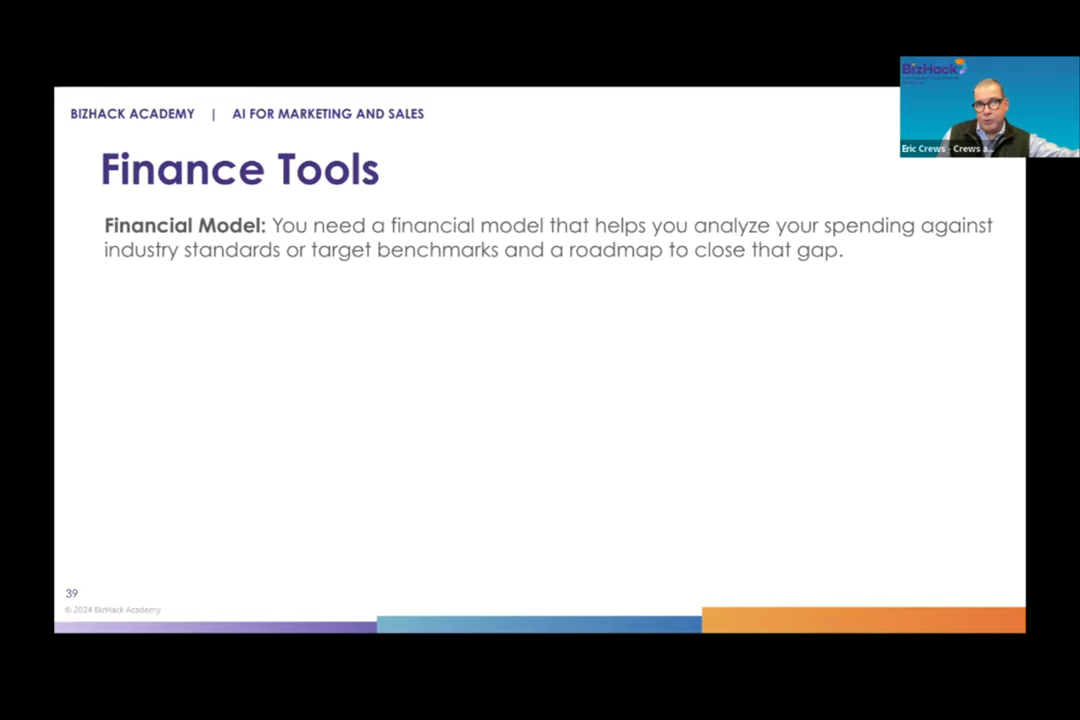 BIZHACK ACADEMY | AI FOR MARKETING AND SALES
BizHack
Eric Crews - Crews a...
Finance Tools
Financial Model: You need a financial model that helps you analyze your spending against
industry standards or target benchmarks and a roadmap to close that gap.
39
© 2024 BizHack Academy